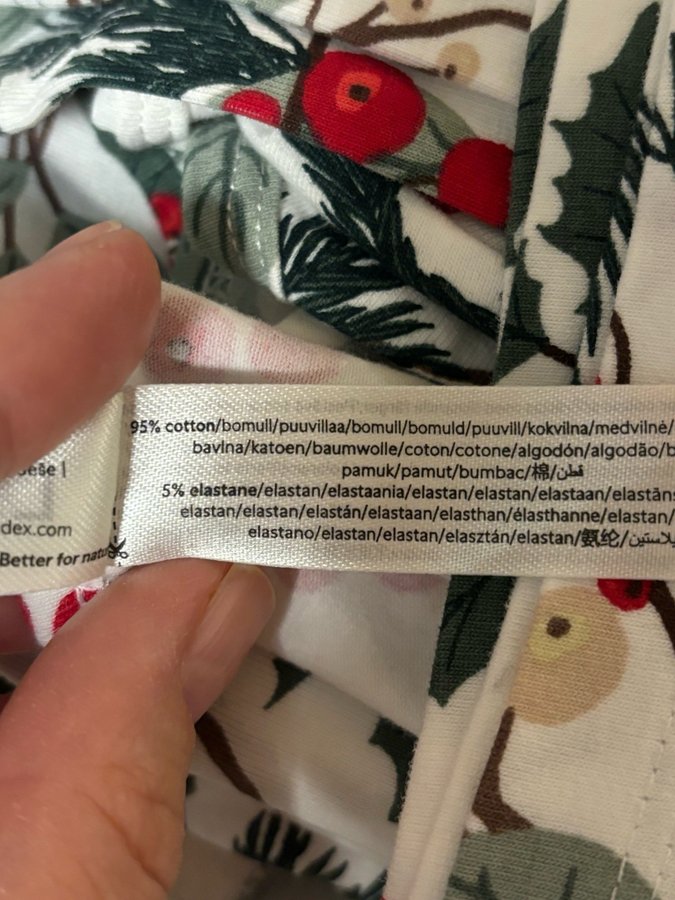 95% cotton/bomull/puuvillaa/bomull/bomuld/puuvill/kokvilna/medvilnė/
bavlna/katoen/baumwolle/coton/cotone/algodón/algodão/b
pamuk/pamut/bumbac/棉/قطن
5% elastane/elastan/elastaania/elastan/elastan/elastaan/elastāns
elastan/elastan/elastán/elastaan/elasthan/élasthanne/elastan/
elastano/elastan/elastan/elasztán/elastan/氨纶/يلاستين
eše |
dex.com
Better for natu